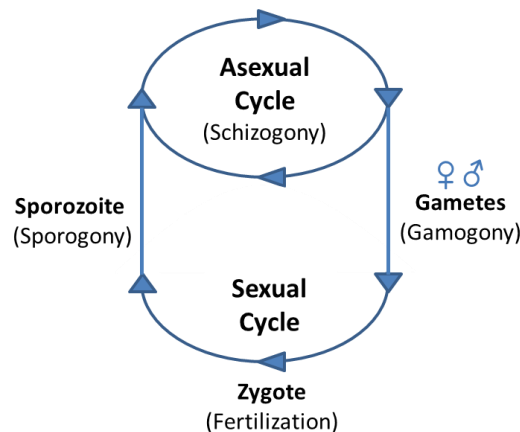 Asexual
Cycle
(Schizogony)
Sporozoite
(Sporogony)
♀♂
Gametes
(Gamogony)
Sexual
Cycle
Zygote
(Fertilization)